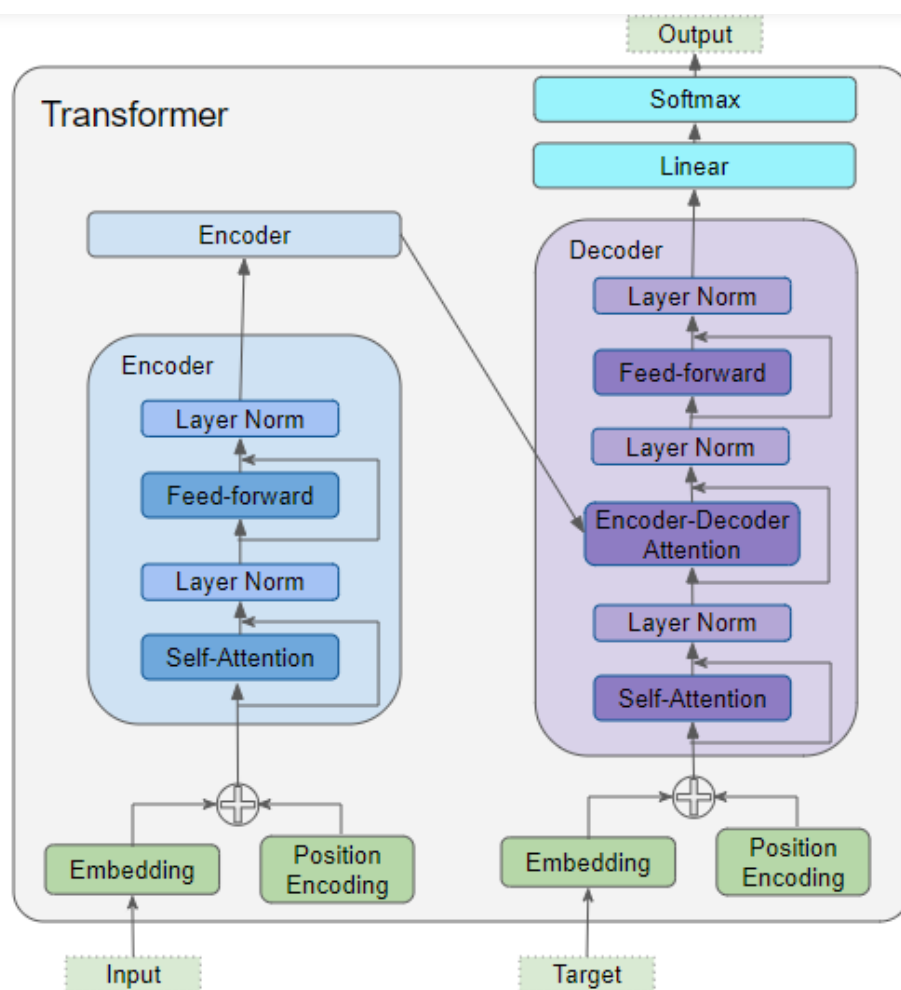 Output
Softmax
Transformer
Linear
Encoder
Decoder
Layer Norm
Encoder
Feed-forward
Layer Norm
Layer Norm
Feed-forward
Encoder-Decoder
Attention
Layer Norm
Layer Norm
Self-Attention
Self-Attention
Embedding
Position
Encoding
Embedding
Position
Encoding
Input
Target